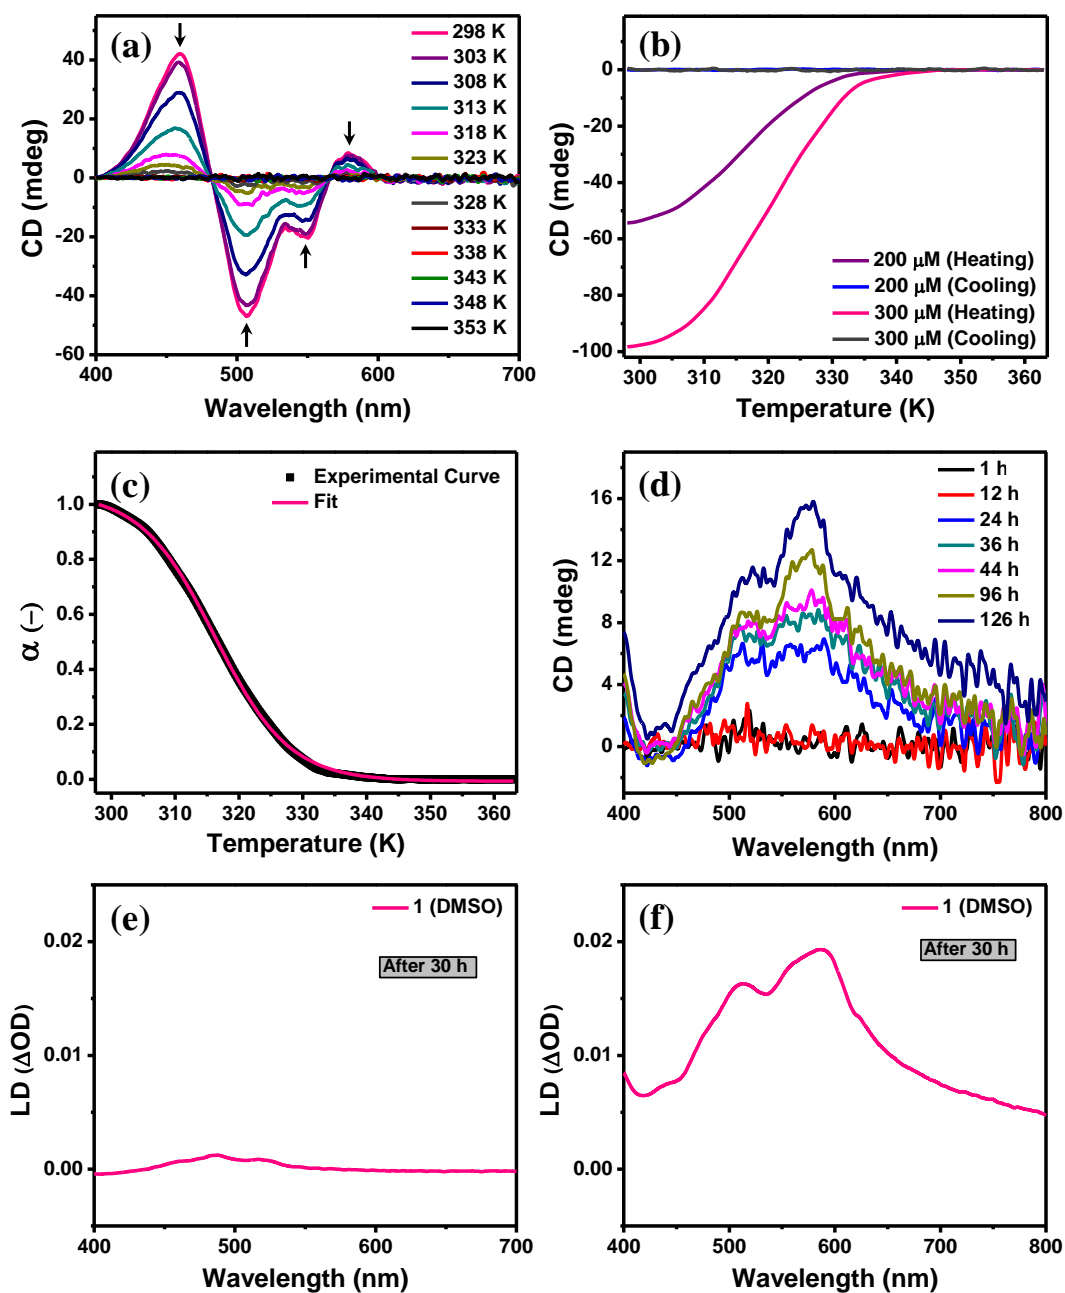 (a)
298 K
303 K
308 K
313 K
318 K
323 K
328 K
333 K
338 K
343 K
348 K
353 K
40
20
0
-20
-40
-60
CD (mdeg)
400 500 600 700
Wavelength (nm)
(b)
0
-20
-40
-60
-80
-100
CD (mdeg)
200 μM (Heating)
200 μM (Cooling)
300 μM (Heating)
300 μM (Cooling)
300 310 320 330 340 350 360
Temperature (K)
(c)
Experimental Curve
Fit
1.0
0.8
0.6
0.4
0.2
0.0
α (–)
300 310 320 330 340 350 360
Temperature (K)
(d)
1 h
12 h
24 h
36 h
44 h
96 h
126 h
16
12
8
4
0
CD (mdeg)
400 500 600 700 800
Wavelength (nm)
(e)
1 (DMSO)
After 30 h
0.02
0.01
0.00
LD (ΔOD)
400 500 600 700
Wavelength (nm)
(f)
1 (DMSO)
After 30 h
0.02
0.01
0.00
LD (ΔOD)
400 500 600 700 800
Wavelength (nm)